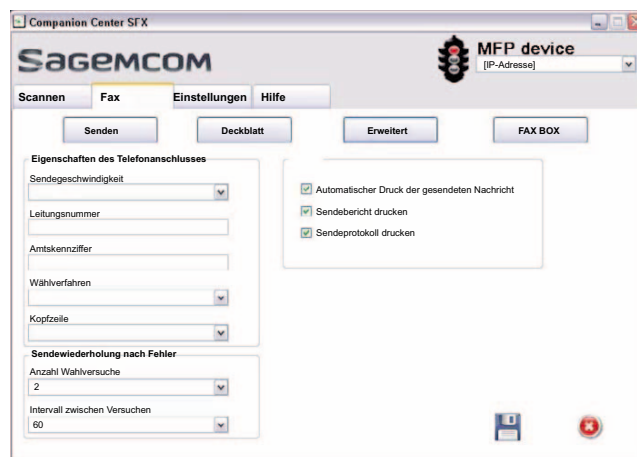 Companion Center SFX
SAGEMCOM
MFP device
[IP-Adresse]
Scannen Fax Einstellungen Hilfe
Senden Deckblatt Erweitert FAX BOX
Eigenschaften des Telefonanschlusses
Sendegeschwindigkeit
Leitungsnummer
Amtskennziffer
Wählverfahren
Kopfzeile
Automatischer Druck der gesendeten Nachricht
Sendebericht drucken
Sendeprotokoll drucken
Sendewiederholung nach Fehler
Anzahl Wahlversuche
2
Intervall zwischen Versuchen
60